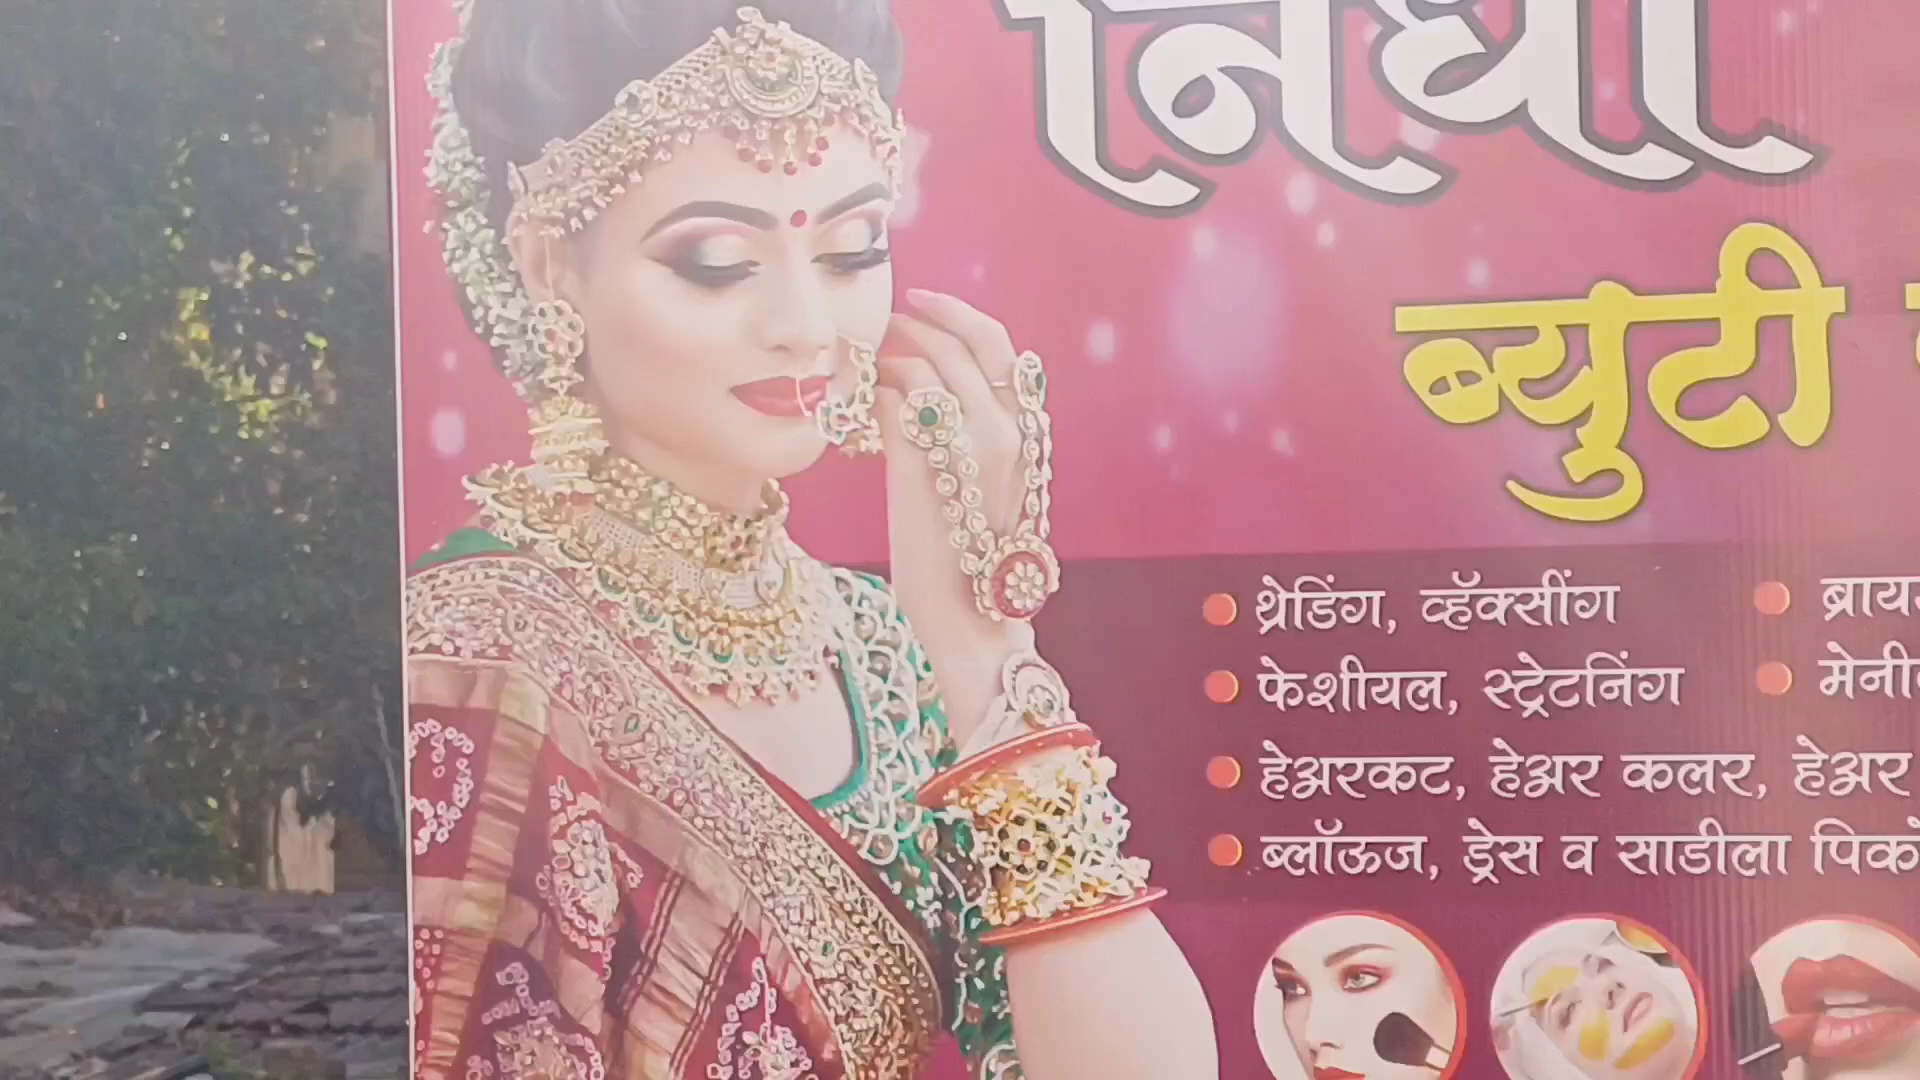 ब्युटी
थ्रेडिंग, व्हॅक्सींग
फेशीयल, स्ट्रेटनिंग
हेअरकट, हेअर कलर, हेअर
ब्लॉऊज, ड्रेस व साडीला